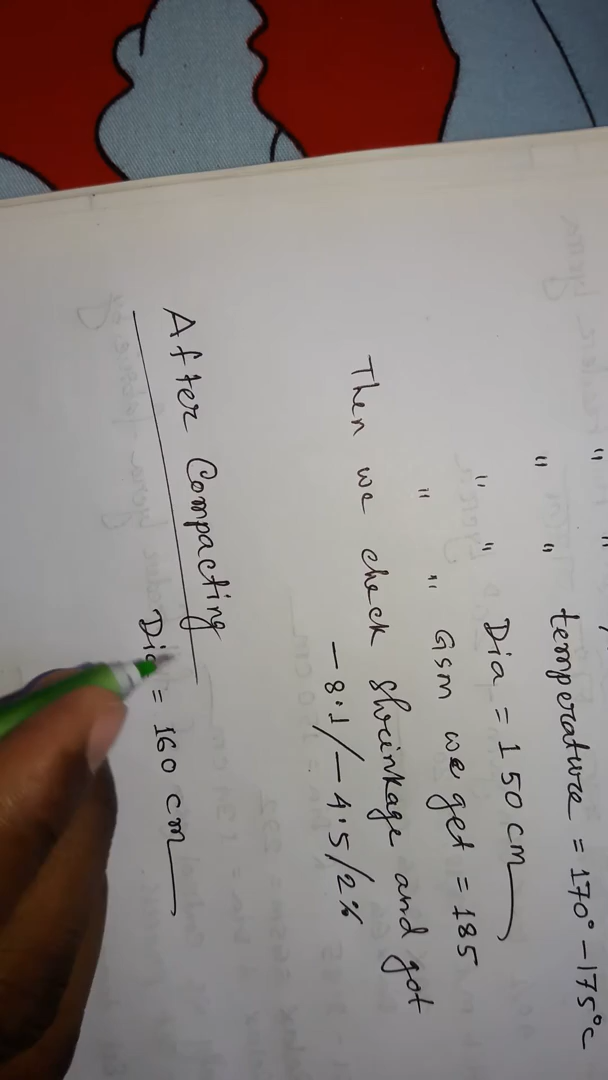 " " temperature = 170° - 175°c
" " Dia = 150 cm
" " Gsm we get = 185
Then we check shrinkage and got
- 8.1 / - 4.5 / 2%
After Compacting
Dia = 160 cm